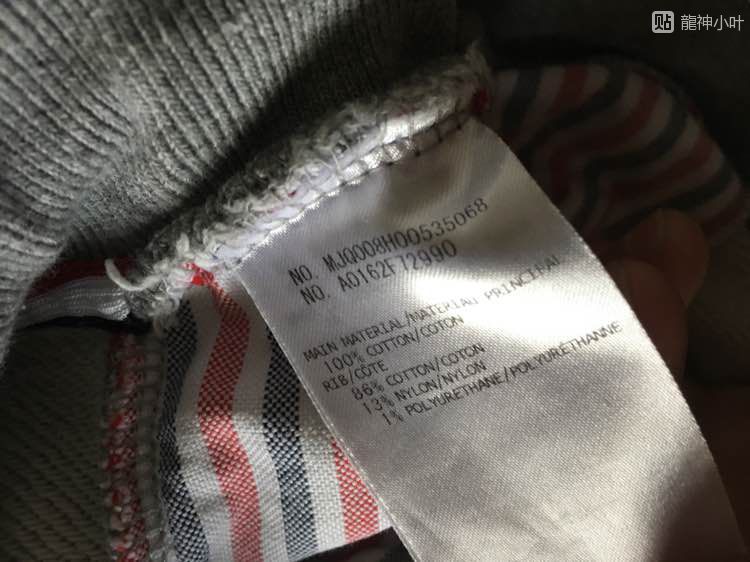 贴 龍神小叶
NO. MJQ008H00535068
NO. A0162F72990
MAIN MATERIAL/MATERIAU PRINCIPAL
100% COTTON/COTON
RIB/CÔTE
86% COTTON/COTON
13% NYLON/NYLON
1% POLYURETHANE/POLYURÉTHANNE